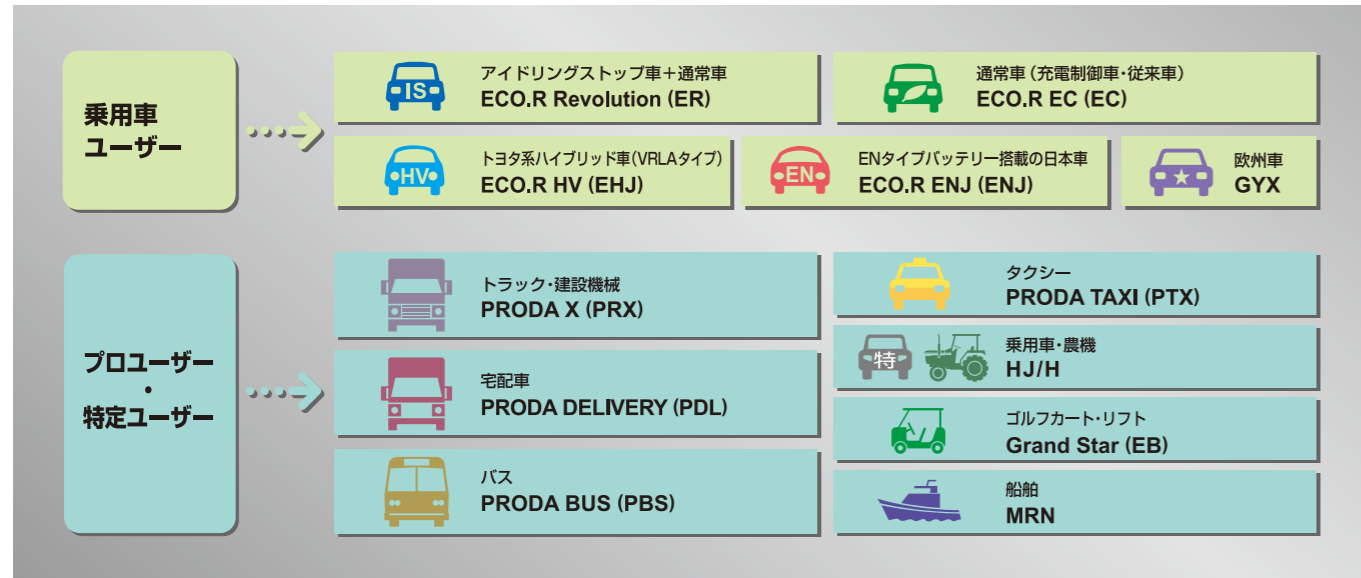 乗用車
ユーザー
IS
アイドリングストップ車＋通常車
ECO.R Revolution (ER)
通常車（充電制御車・従来車）
ECO.R EC (EC)
HV
トヨタ系ハイブリッド車(VRLAタイプ)
ECO.R HV (EHJ)
EN
ENタイプバッテリー搭載の日本車
ECO.R ENJ (ENJ)
欧州車
GYX
プロユーザー
・
特定ユーザー
トラック・建設機械
PRODA X (PRX)
宅配車
PRODA DELIVERY (PDL)
バス
PRODA BUS (PBS)
タクシー
PRODA TAXI (PTX)
特
乗用車・農機
HJ/H
ゴルフカート・リフト
Grand Star (EB)
船舶
MRN